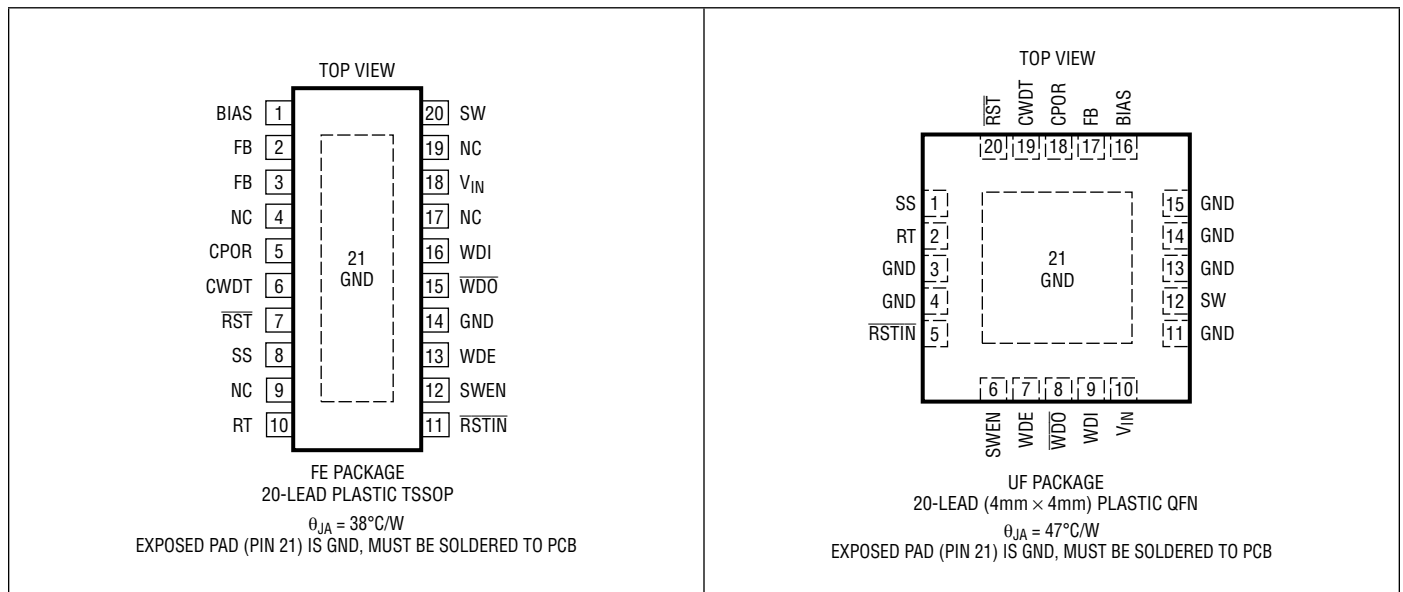 TOP VIEW
BIAS 1
FB 2
FB 3
NC 4
CPOR 5
CWDT 6
R̅S̅T̅ 7
SS 8
NC 9
RT 10
20 SW
19 NC
18 VIN
17 NC
16 WDI
15 W̅D̅O̅
14 GND
13 WDE
12 SWEN
11 R̅S̅T̅I̅N̅
21
GND
FE PACKAGE
20-LEAD PLASTIC TSSOP
θJA = 38°C/W
EXPOSED PAD (PIN 21) IS GND, MUST BE SOLDERED TO PCB
TOP VIEW
R̅S̅T̅ CWDT CPOR FB BIAS
20 19 18 17 16
SS 1
RT 2
GND 3
GND 4
R̅S̅T̅I̅N̅ 5
15 GND
14 GND
13 GND
12 SW
11 GND
21
GND
6 7 8 9 10
SWEN WDE W̅D̅O̅ WDI VIN
UF PACKAGE
20-LEAD (4mm × 4mm) PLASTIC QFN
θJA = 47°C/W
EXPOSED PAD (PIN 21) IS GND, MUST BE SOLDERED TO PCB